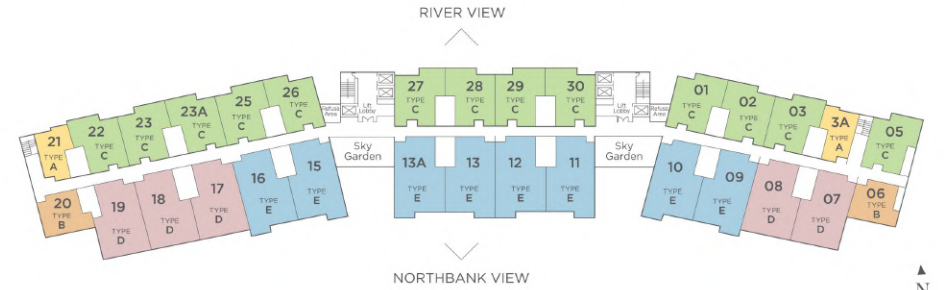 RIVER VIEW
21
TYPE
A
22
TYPE
C
23
TYPE
C
23A
TYPE
C
25
TYPE
C
26
TYPE
C
Refuse
Area
Lift
Lobby
27
TYPE
C
28
TYPE
C
29
TYPE
C
30
TYPE
C
Lift
Lobby
Refuse
Area
01
TYPE
C
02
TYPE
C
03
TYPE
C
3A
TYPE
A
05
TYPE
C
20
TYPE
B
19
TYPE
D
18
TYPE
D
17
TYPE
D
16
TYPE
E
15
TYPE
E
Sky
Garden
13A
TYPE
E
13
TYPE
E
12
TYPE
E
11
TYPE
E
Sky
Garden
10
TYPE
E
09
TYPE
E
08
TYPE
D
07
TYPE
D
06
TYPE
B
NORTHBANK VIEW
N